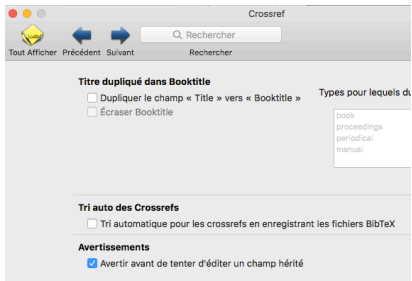 Crossref
Rechercher
Tout Afficher Précédent Suivant Rechercher
Titre dupliqué dans Booktitle
Dupliquer le champ « Title » vers « Booktitle »
Types pour lequels du
Écraser Booktitle
book
proceedings
periodical
manual
Tri auto des Crossrefs
Tri automatique pour les crossrefs en enregistrant les fichiers BibTeX
Avertissements
Avertir avant de tenter d'éditer un champ hérité